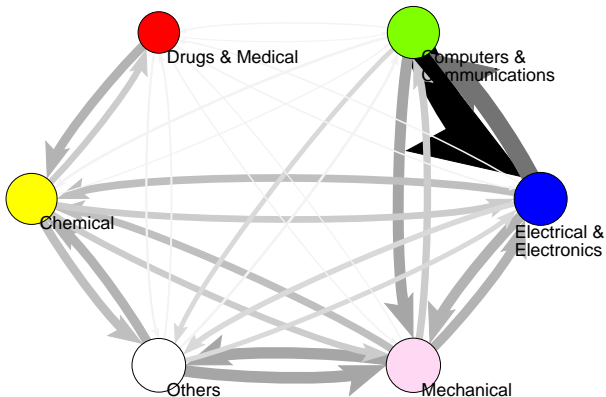 Drugs & Medical
Computers &
Communications
Chemical
Electrical &
Electronics
Others
Mechanical